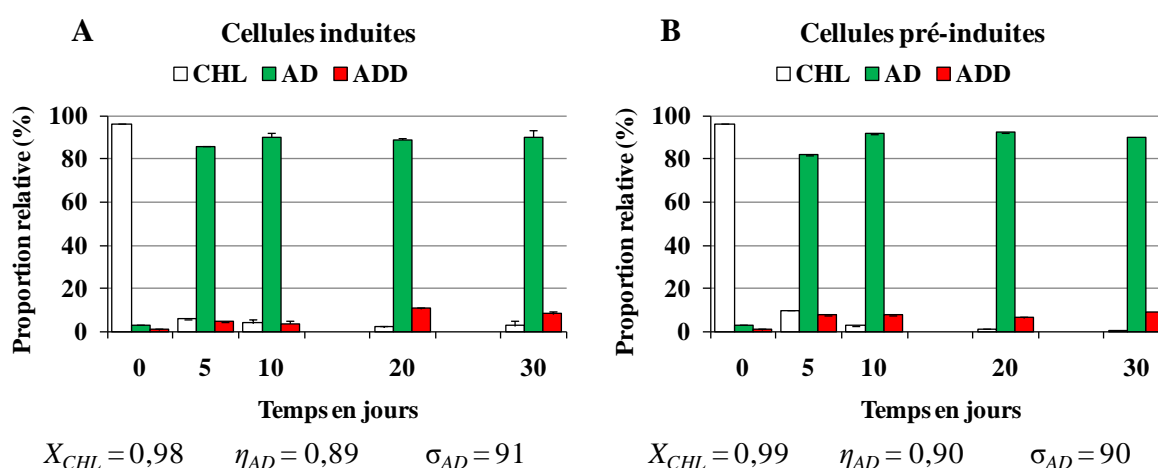 A Cellules induites
CHL AD ADD
Proportion relative (%)
100
80
60
40
20
0
0 5 10 20 30
Temps en jours
X_CHL = 0,98 η_AD = 0,89 σ_AD = 91
B Cellules pré-induites
CHL AD ADD
Proportion relative (%)
100
80
60
40
20
0
0 5 10 20 30
Temps en jours
X_CHL = 0,99 η_AD = 0,90 σ_AD = 90